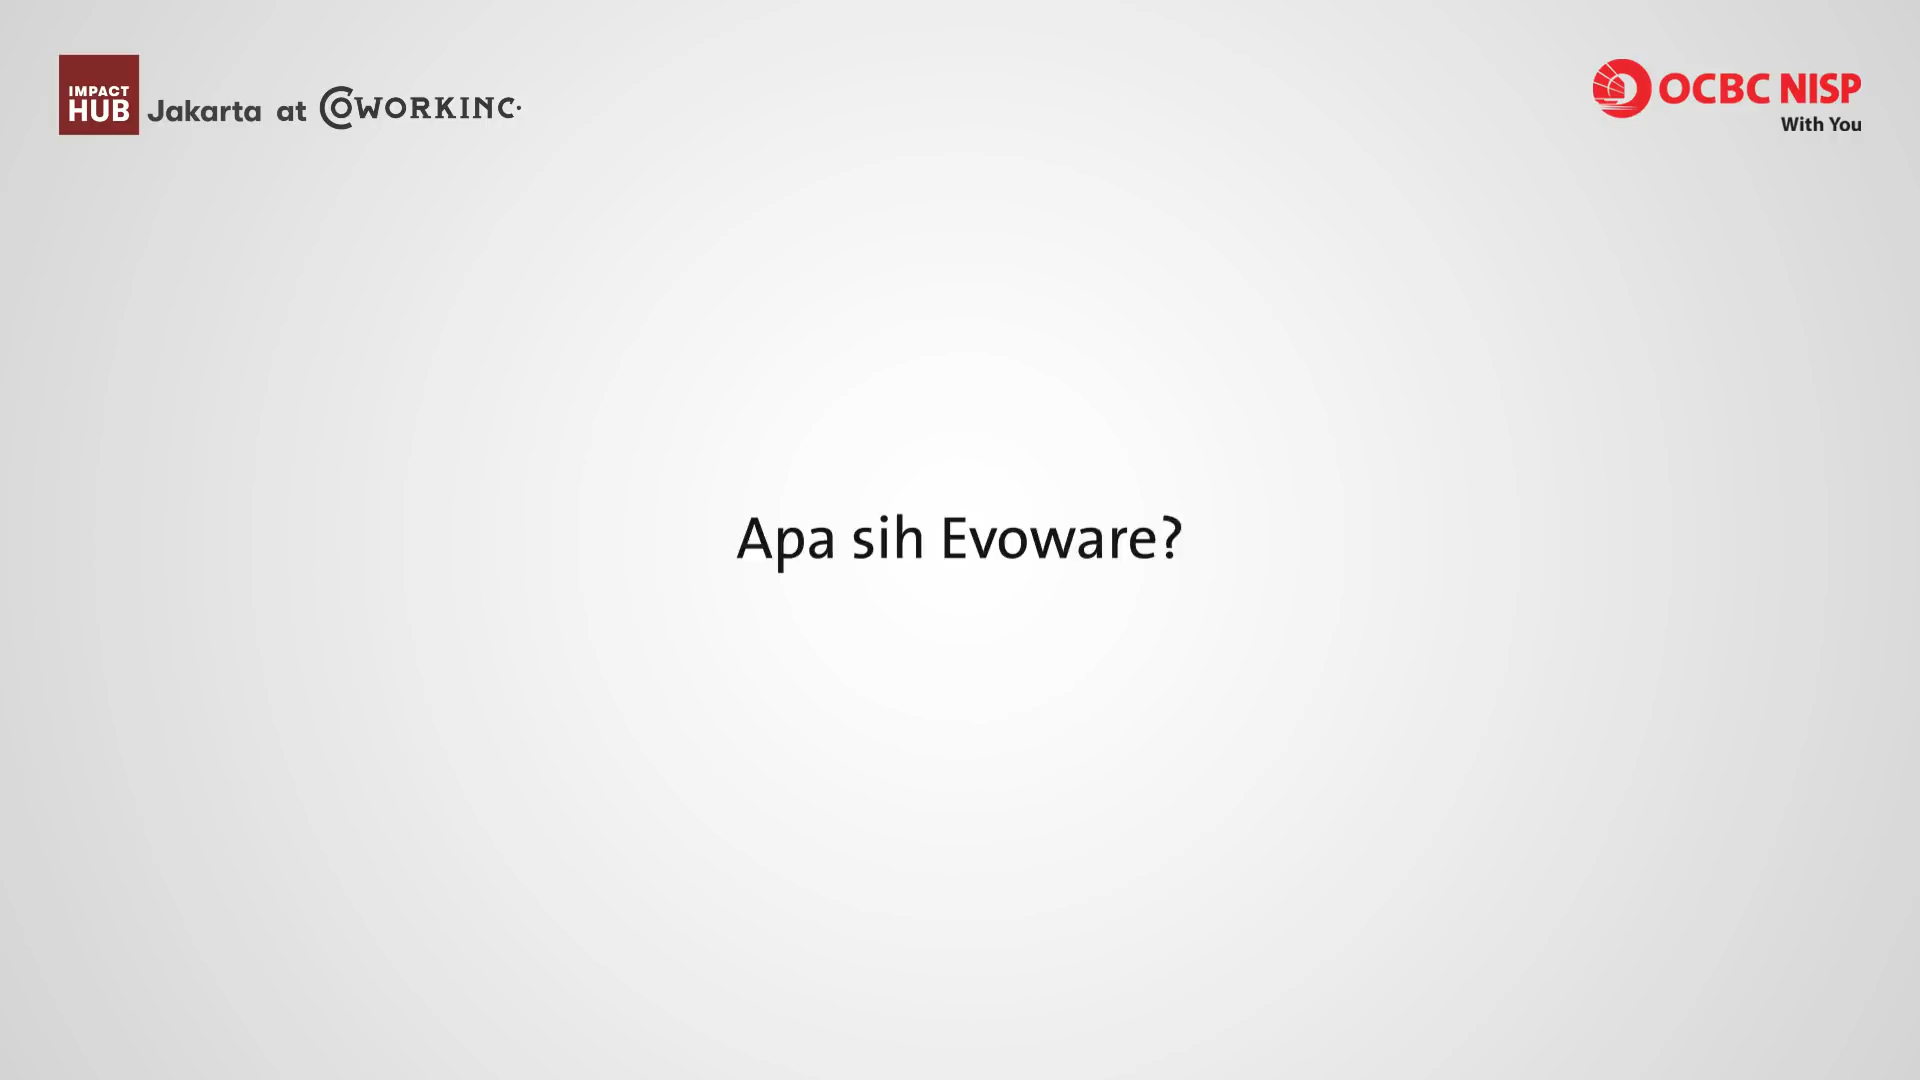 IMPACT
HUB
Jakarta at COWORKINC.
OCBC NISP
With You
Apa sih Evoware?